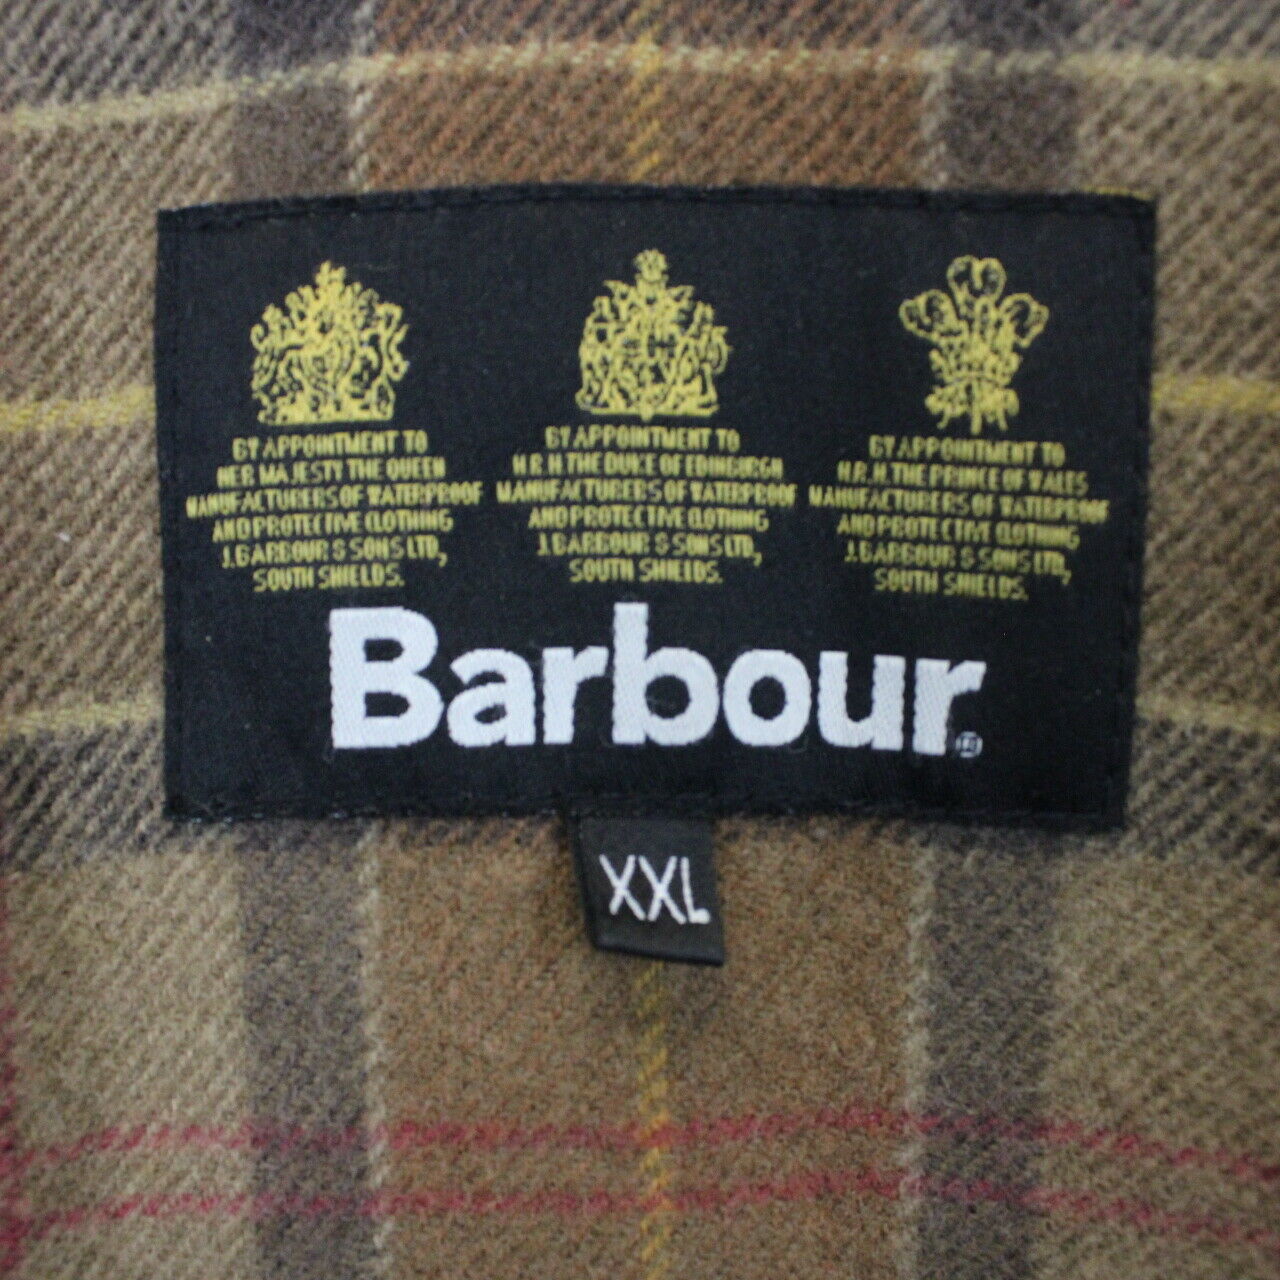 BY APPOINTMENT TO
HER MAJESTY THE QUEEN
MANUFACTURERS OF WATERPROOF
AND PROTECTIVE CLOTHING
J. BARBOUR & SONS LTD,
SOUTH SHIELDS.
BY APPOINTMENT TO
H.R.H. THE DUKE OF EDINBURGH
MANUFACTURERS OF WATERPROOF
AND PROTECTIVE CLOTHING
J. BARBOUR & SONS LTD,
SOUTH SHIELDS.
BY APPOINTMENT TO
H.R.H. THE PRINCE OF WALES
MANUFACTURERS OF WATERPROOF
AND PROTECTIVE CLOTHING
J. BARBOUR & SONS LTD,
SOUTH SHIELDS.
Barbour®
XXL